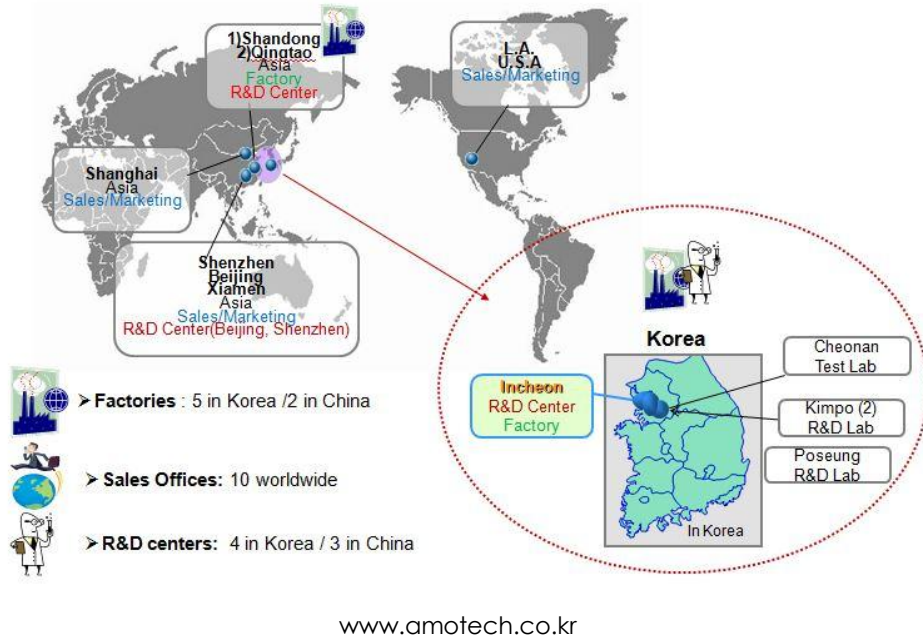 1)Shandong
2)Qingtao
Asia
Factory
R&D Center
L.A.
U.S.A
Sales/Marketing
Shanghai
Asia
Sales/Marketing
Shenzhen
Beijing
Xiamen
Asia
Sales/Marketing
R&D Center(Beijing, Shenzhen)
Korea
Incheon
R&D Center
Factory
Cheonan
Test Lab
Kimpo (2)
R&D Lab
Poseung
R&D Lab
In Korea
➢ Factories : 5 in Korea /2 in China
➢ Sales Offices: 10 worldwide
➢ R&D centers: 4 in Korea / 3 in China
www.amotech.co.kr